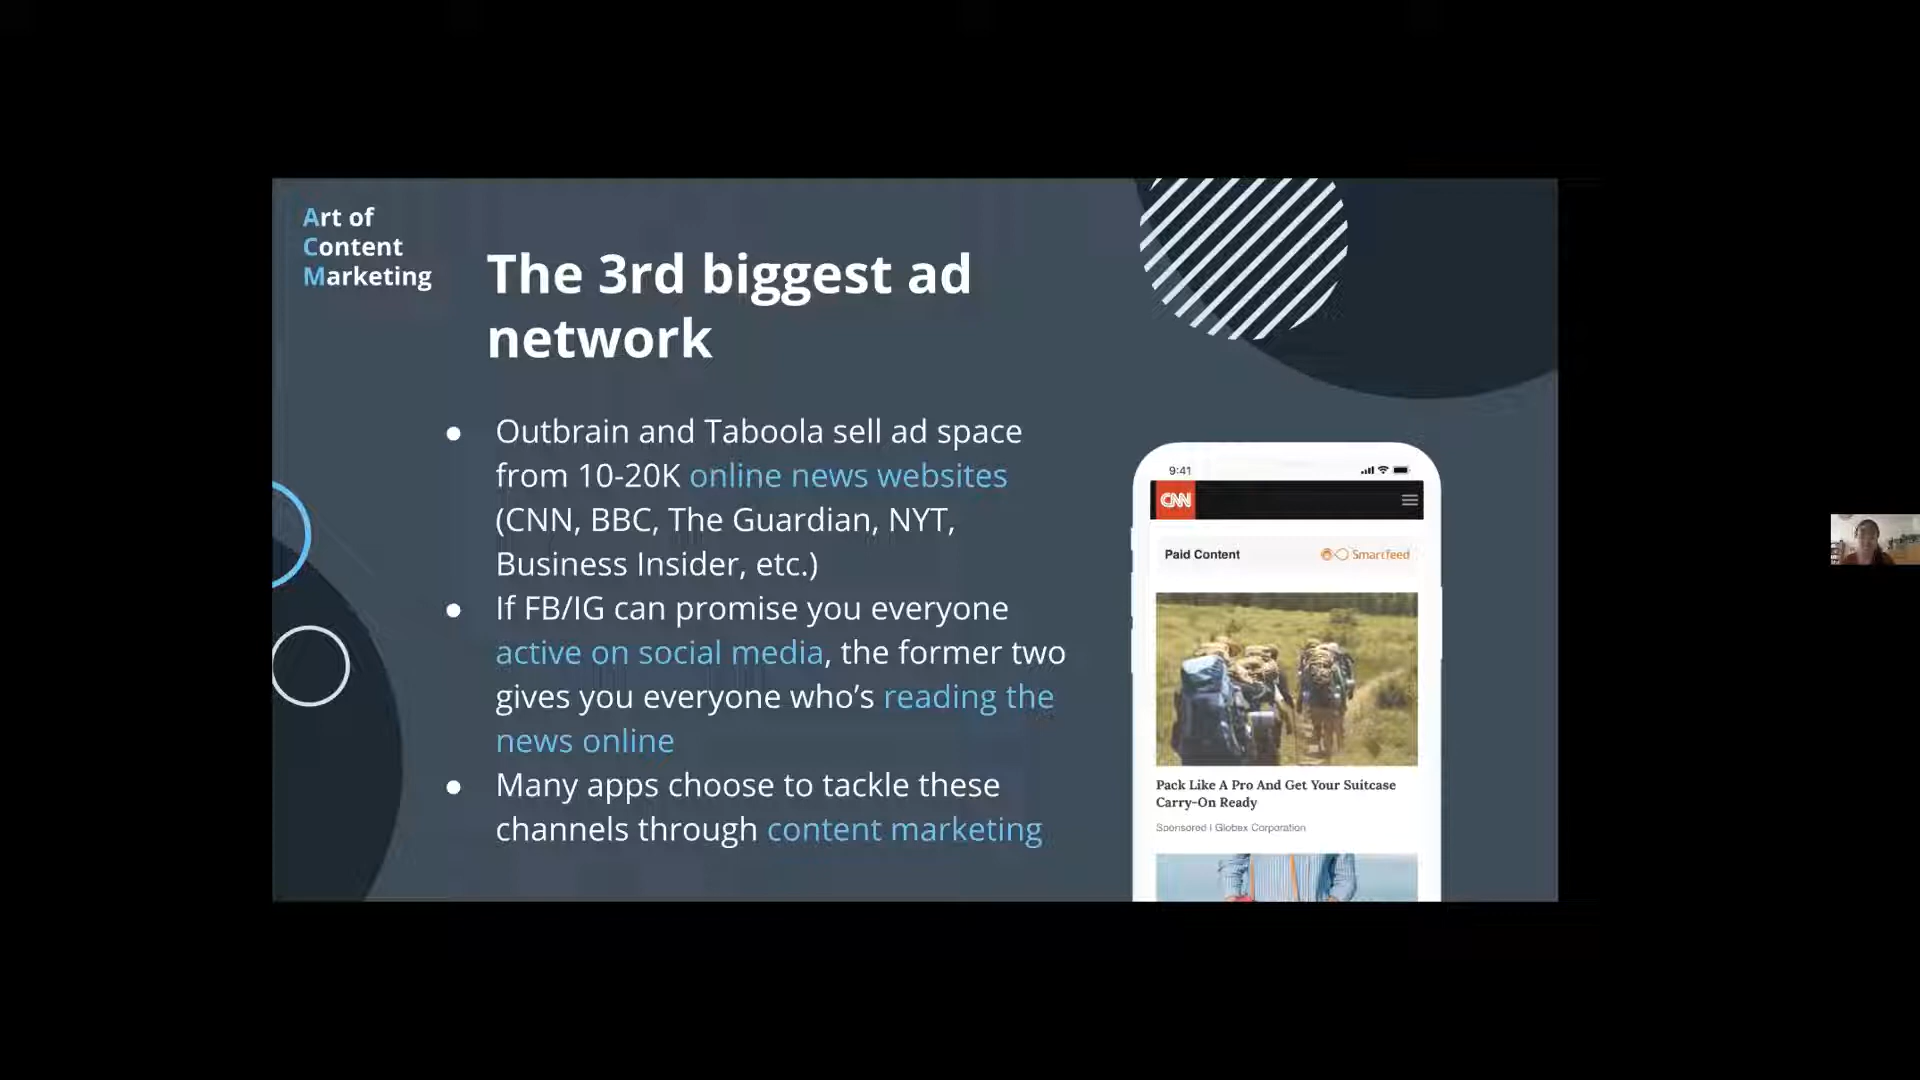 Art of
Content
Marketing
The 3rd biggest ad
network
● Outbrain and Taboola sell ad space
from 10-20K online news websites
(CNN, BBC, The Guardian, NYT,
Business Insider, etc.)
● If FB/IG can promise you everyone
active on social media, the former two
gives you everyone who’s reading the
news online
● Many apps choose to tackle these
channels through content marketing
9:41
CNN
Paid Content
Smartfeed
Pack Like A Pro And Get Your Suitcase
Carry-On Ready
Sponsored | Globex Corporation